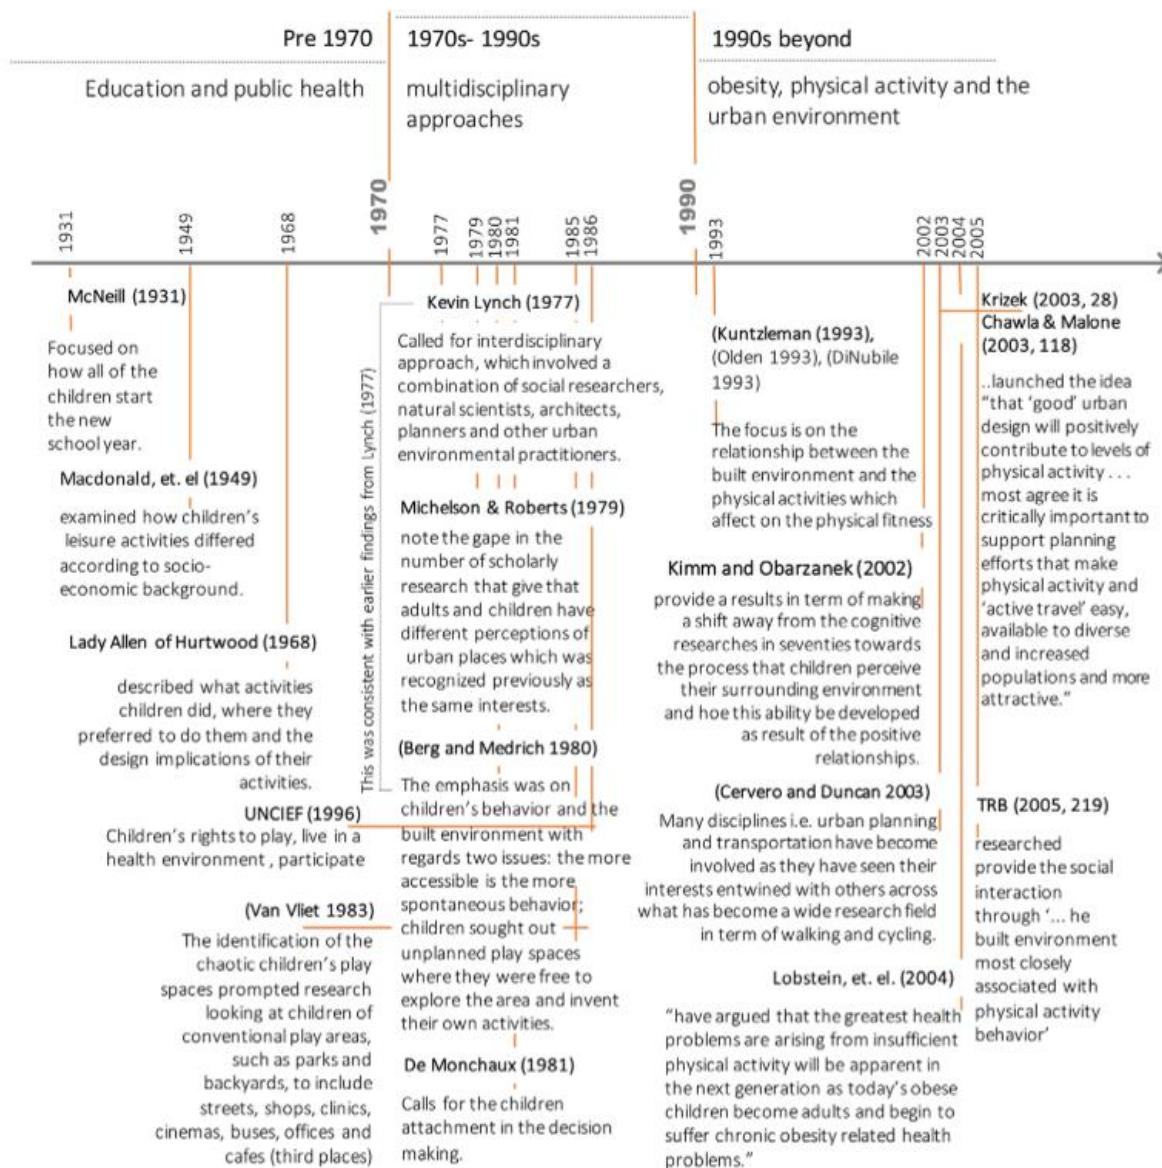 Pre 1970
Education and public health
1970s- 1990s
multidisciplinary
approaches
1990s beyond
obesity, physical activity and the
urban environment
1931
1949
1968
1970
1977
1979
1980
1981
1985
1986
1990
1993
2002
2003
2004
2005
McNeill (1931)
Focused on
how all of the
children start
the new
school year.
Macdonald, et. el (1949)
examined how children's
leisure activities differed
according to socio-
economic background.
Lady Allen of Hurtwood (1968)
described what activities
children did, where they
preferred to do them and the
design implications of their
activities.
UNCIEF (1996)
Children's rights to play, live in a
health environment , participate
(Van Vliet 1983)
The identification of the
chaotic children's play
spaces prompted research
looking at children of
conventional play areas,
such as parks and
backyards, to include
streets, shops, clinics,
cinemas, buses, offices and
cafes (third places)
This was consistent with earlier findings from Lynch (1977)
Kevin Lynch (1977)
Called for interdisciplinary
approach, which involved a
combination of social researchers,
natural scientists, architects,
planners and other urban
environmental practitioners.
Michelson & Roberts (1979)
note the gape in the
number of scholarly
research that give that
adults and children have
different perceptions of
urban places which was
recognized previously as
the same interests.
(Berg and Medrich 1980)
The emphasis was on
children's behavior and the
built environment with
regards two issues: the more
accessible is the more
spontaneous behavior;
children sought out
unplanned play spaces
where they were free to
explore the area and invent
their own activities.
De Monchaux (1981)
Calls for the children
attachment in the decision
making.
(Kuntzleman (1993),
(Olden 1993), (DiNubile
1993)
The focus is on the
relationship between the
built environment and the
physical activities which
affect on the physical fitness
Kimm and Obarzanek (2002)
provide a results in term of making
a shift away from the cognitive
researches in seventies towards
the process that children perceive
their surrounding environment
and hoe this ability be developed
as result of the positive
relationships.
(Cervero and Duncan 2003)
Many disciplines i.e. urban planning
and transportation have become
involved as they have seen their
interests entwined with others across
what has become a wide research field
in term of walking and cycling.
Lobstein, et. el. (2004)
"have argued that the greatest health
problems are arising from insufficient
physical activity will be apparent in
the next generation as today's obese
children become adults and begin to
suffer chronic obesity related health
problems."
Krizek (2003, 28)
Chawla & Malone
(2003, 118)
..launched the idea
"that 'good' urban
design will positively
contribute to levels of
physical activity . . .
most agree it is
critically important to
support planning
efforts that make
physical activity and
'active travel' easy,
available to diverse
and increased
populations and more
attractive."
TRB (2005, 219)
researched
provide the social
interaction
through '... he
built environment
most closely
associated with
physical activity
behavior'